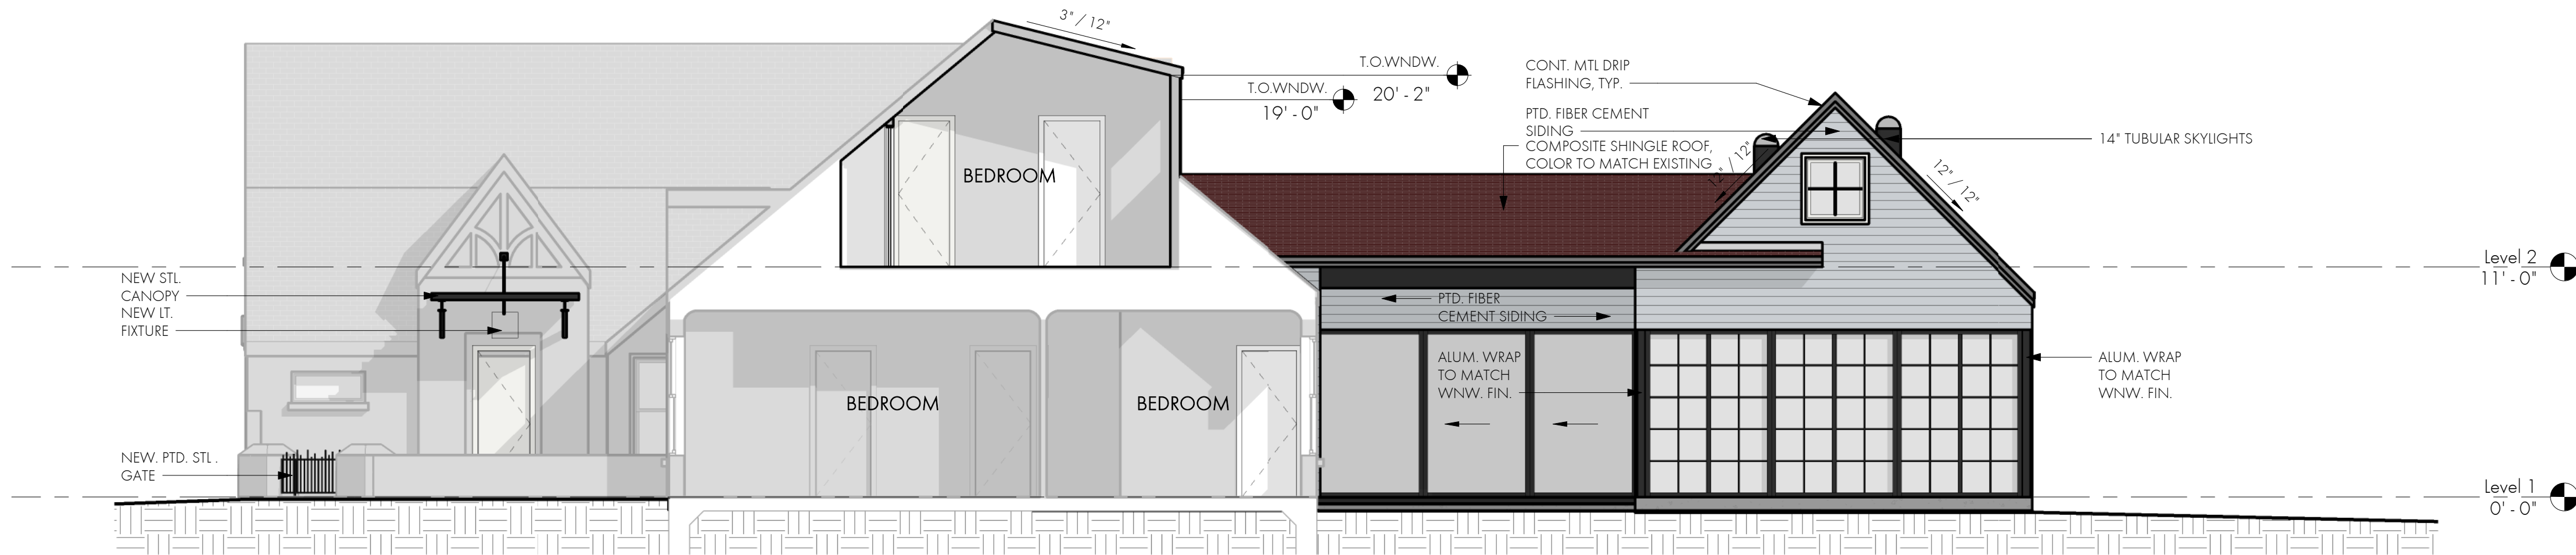 3" / 12"
T.O.WNDW.
20' - 2"
T.O.WNDW.
19' - 0"
CONT. MTL DRIP
FLASHING, TYP.
PTD. FIBER CEMENT
SIDING
COMPOSITE SHINGLE ROOF,
COLOR TO MATCH EXISTING
12" / 12"
12" / 12"
14" TUBULAR SKYLIGHTS
BEDROOM
Level 2
11' - 0"
NEW STL.
CANOPY
NEW LT.
FIXTURE
PTD. FIBER
CEMENT SIDING
ALUM. WRAP
TO MATCH
WNW. FIN.
ALUM. WRAP
TO MATCH
WNW. FIN.
BEDROOM
BEDROOM
NEW. PTD. STL .
GATE
Level 1
0' - 0"